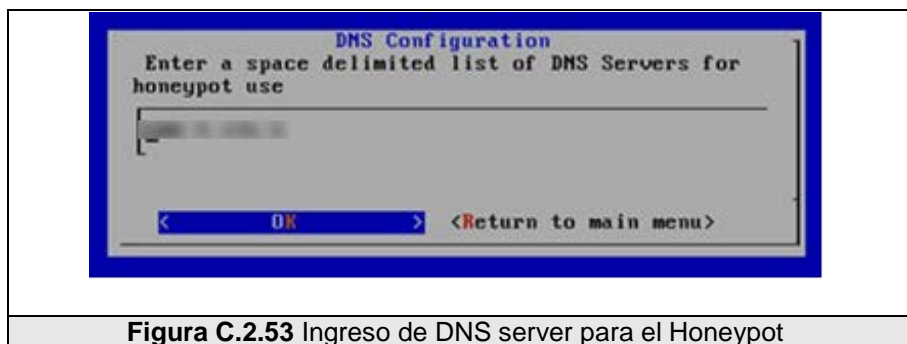 DNS Configuration
Enter a space delimited list of DNS Servers for
honeypot use
< OK > <Return to main menu>
Figura C.2.53 Ingreso de DNS server para el Honeypot